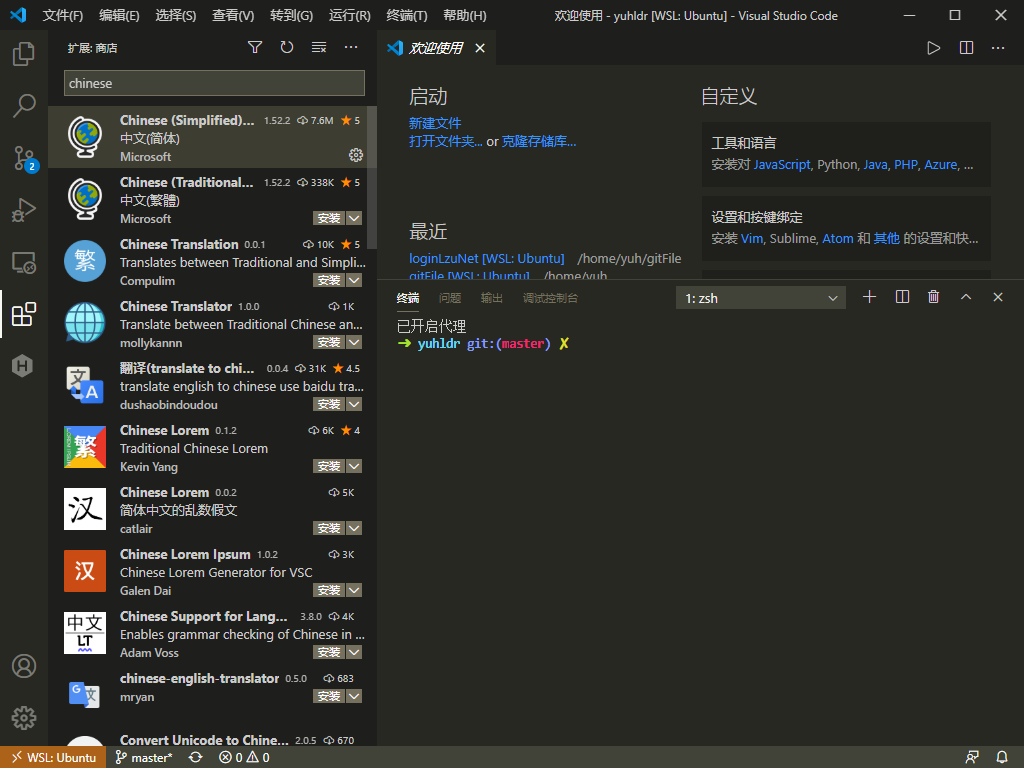 文件(F) 编辑(E) 选择(S) 查看(V) 转到(G) 运行(R) 终端(T) 帮助(H) 欢迎使用 - yuhldr [WSL: Ubuntu] - Visual Studio Code
扩展: 商店
chinese
Chinese (Simplified)... 1.52.2 7.6M 5
中文(简体)
Microsoft
Chinese (Traditional... 1.52.2 338K 5
中文(繁體)
Microsoft 安装
繁
Chinese Translation 0.0.1 10K 5
Translates between Traditional and Simpli...
Compulim 安装
Chinese Translator 1.0.0 1K
Translate between Traditional Chinese an...
mollykannn 安装
文 A
翻译(translate to chi... 0.0.4 31K 4.5
translate english to chinese use baidu tra...
dushaobindoudou 安装
繁
Chinese Lorem 0.1.2 6K 4
Traditional Chinese Lorem
Kevin Yang 安装
汉
Chinese Lorem 0.0.2 5K
简体中文的乱数假文
catlair 安装
汉
Chinese Lorem Ipsum 1.0.2 3K
Chinese Lorem Generator for VSC
Galen Dai 安装
中文
LT
Chinese Support for Lang... 3.8.0 4K
Enables grammar checking of Chinese in ...
Adam Voss 安装
G 文
chinese-english-translator 0.5.0 683
mryan 安装
Convert Unicode to Chine... 2.0.5 670
2
H
欢迎使用
启动
新建文件
打开文件夹... or 克隆存储库...
最近
loginLzuNet [WSL: Ubuntu] /home/yuh/gitFile
gitFile [WSL: Ubuntu] /home/yuh
自定义
工具和语言
安装对 JavaScript, Python, Java, PHP, Azure, ...
设置和按键绑定
安装 Vim, Sublime, Atom 和 其他 的设置和快...
终端 问题 输出 调试控制台 1: zsh
已开启代理
➜ yuhldr git:(master) ✗
WSL: Ubuntu master* 0 0